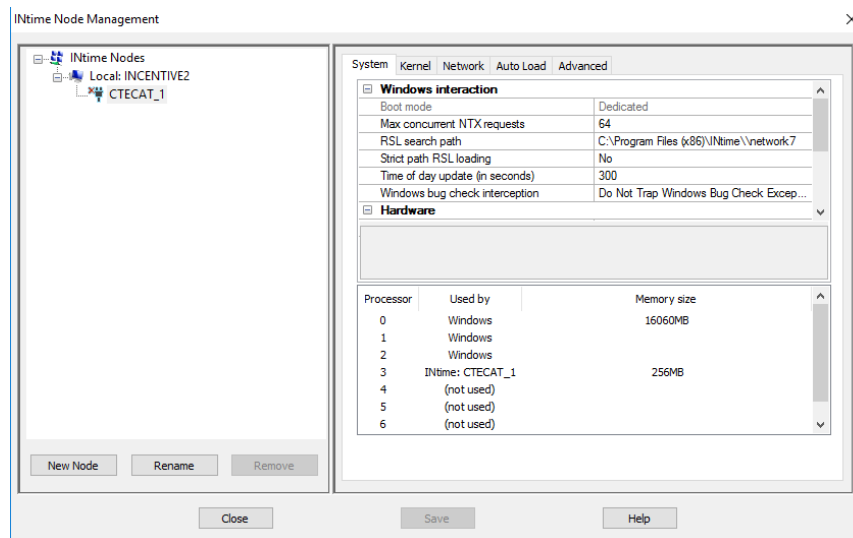 INtime Node Management
INtime Nodes
Local: INCENTIVE2
CTECAT_1
New Node Rename Remove
System Kernel Network Auto Load Advanced
Windows interaction
Boot mode Dedicated
Max concurrent NTX requests 64
RSL search path C:\Program Files (x86)\INtime\\network7
Strict path RSL loading No
Time of day update (in seconds) 300
Windows bug check interception Do Not Trap Windows Bug Check Excep...
Hardware
Processor Used by Memory size
0 Windows 16060MB
1 Windows
2 Windows
3 INtime: CTECAT_1 256MB
4 (not used)
5 (not used)
6 (not used)
Close Save Help